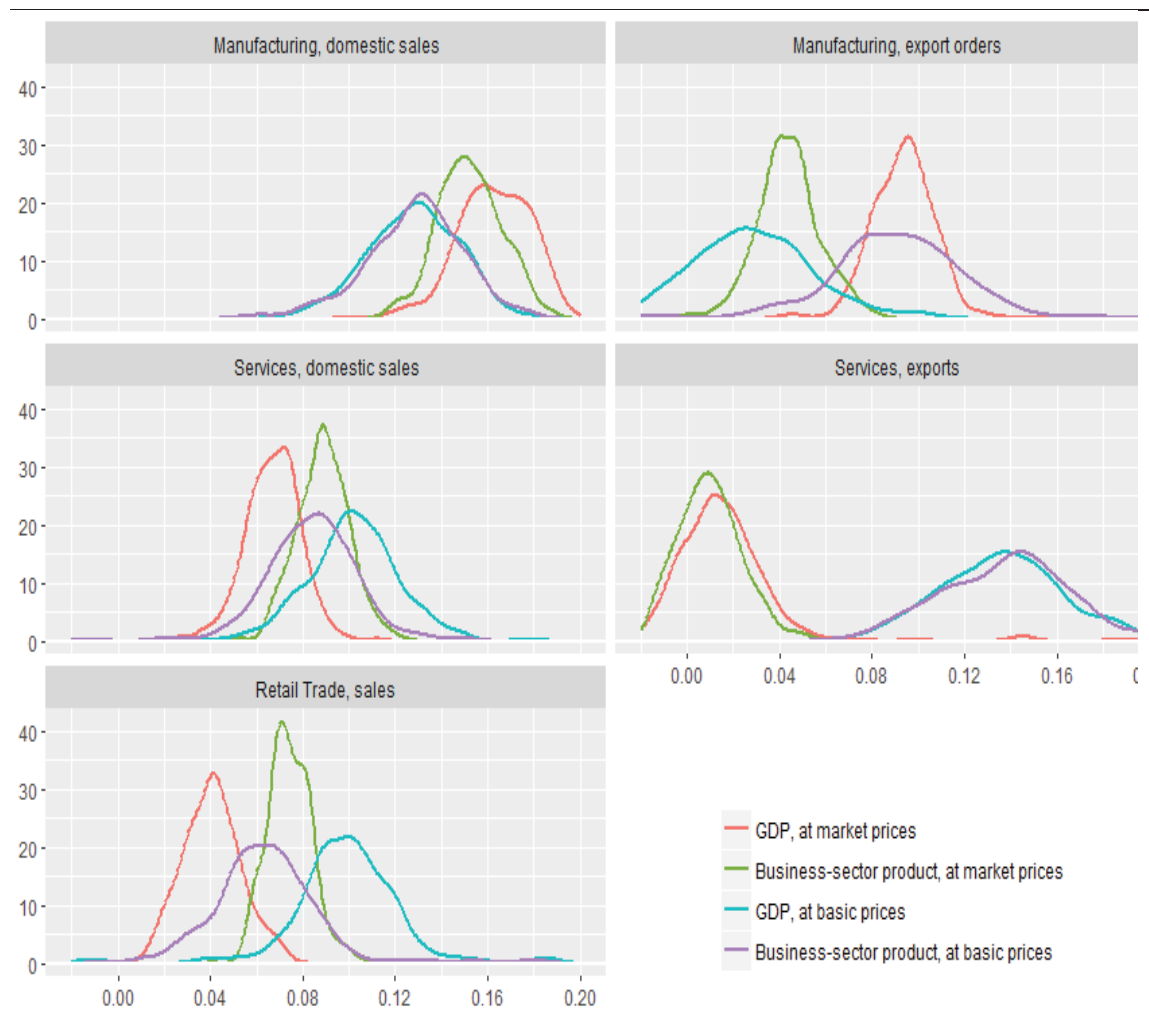 Manufacturing, domestic sales
Manufacturing, export orders
40
30
20
10
0
Services, domestic sales
Services, exports
40
30
20
10
0
0.00 0.04 0.08 0.12 0.16
Retail Trade, sales
40
30
20
10
0
0.00 0.04 0.08 0.12 0.16 0.20
GDP, at market prices
Business-sector product, at market prices
GDP, at basic prices
Business-sector product, at basic prices